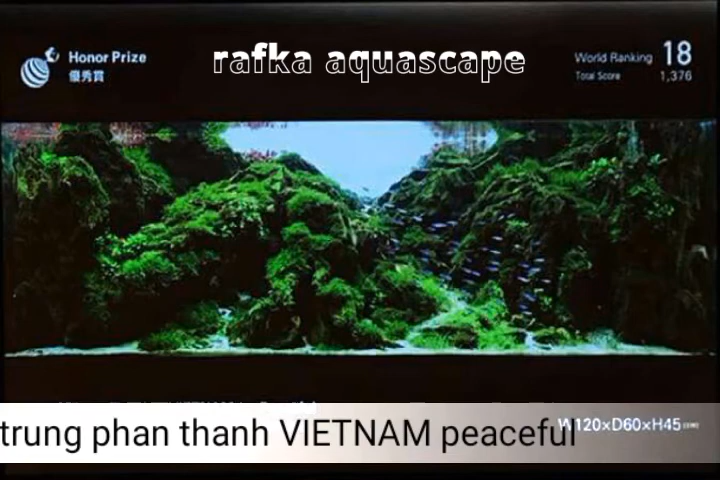 Honor Prize
優秀賞
rafka aquascape
World Ranking 18
Total Score 1,376
trung phan thanh VIETNAM peaceful
W120×D60×H45